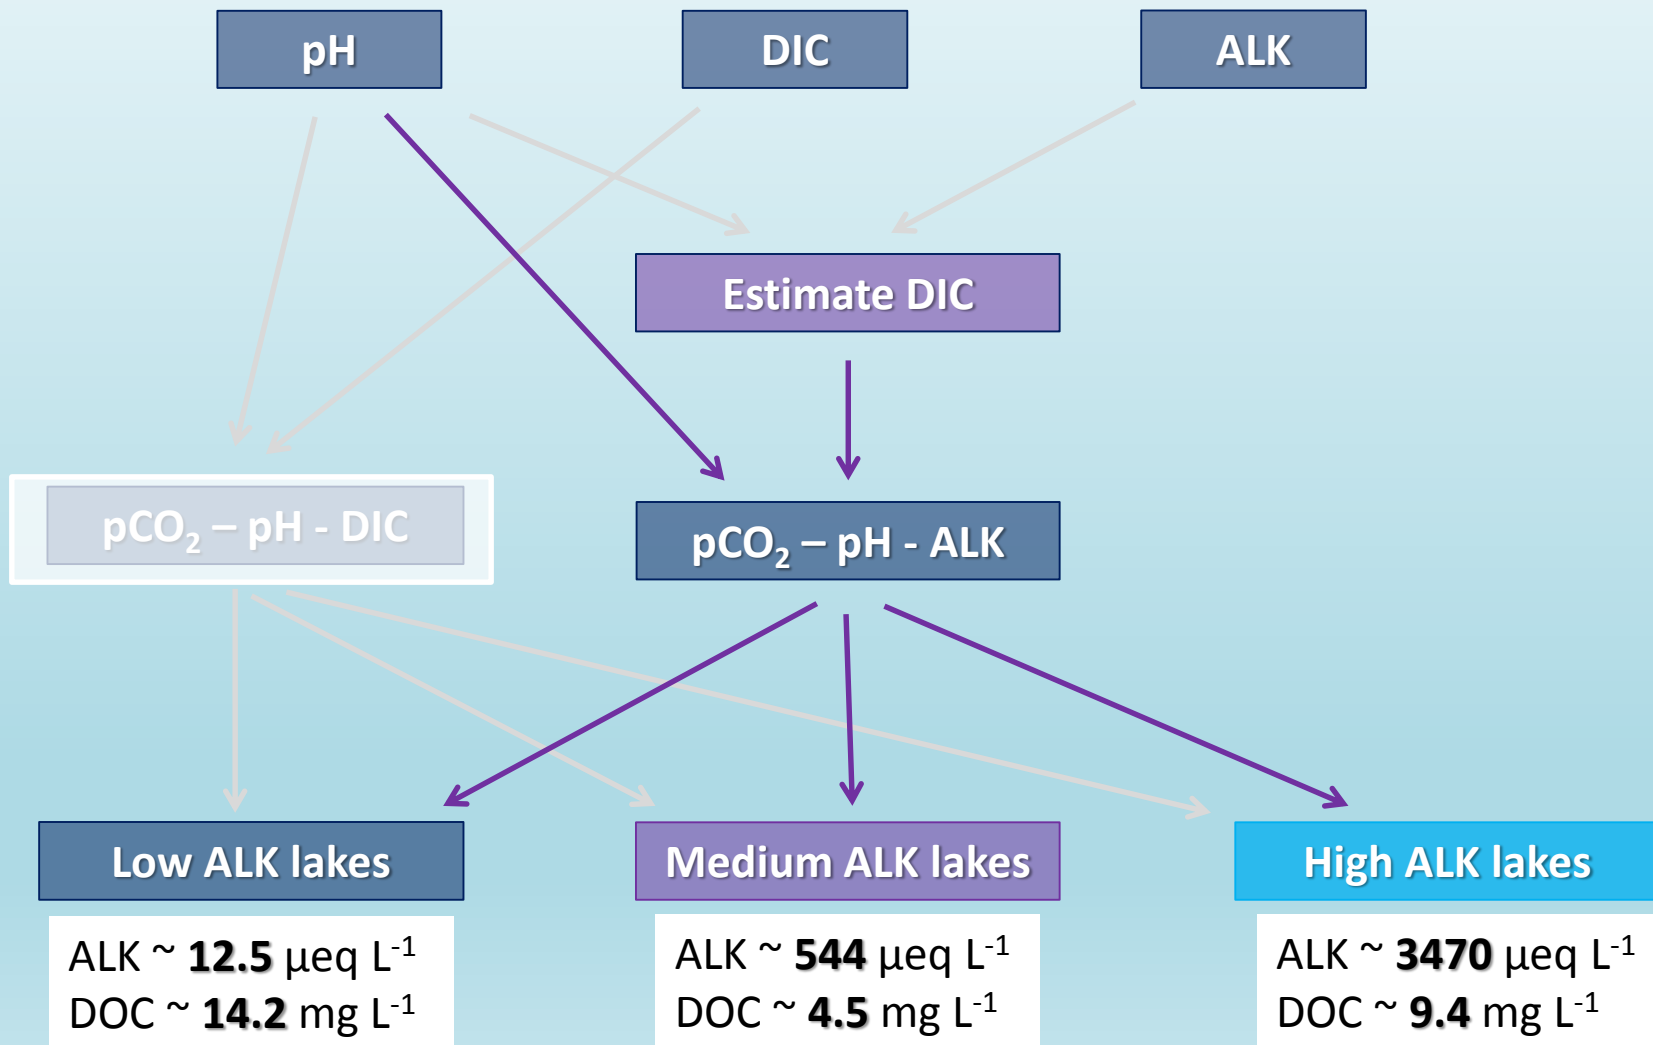 pH
DIC
ALK
Estimate DIC
pCO₂ – pH - DIC
pCO₂ – pH - ALK
Low ALK lakes
Medium ALK lakes
High ALK lakes
ALK ~ 12.5 µeq L⁻¹
DOC ~ 14.2 mg L⁻¹
ALK ~ 544 µeq L⁻¹
DOC ~ 4.5 mg L⁻¹
ALK ~ 3470 µeq L⁻¹
DOC ~ 9.4 mg L⁻¹